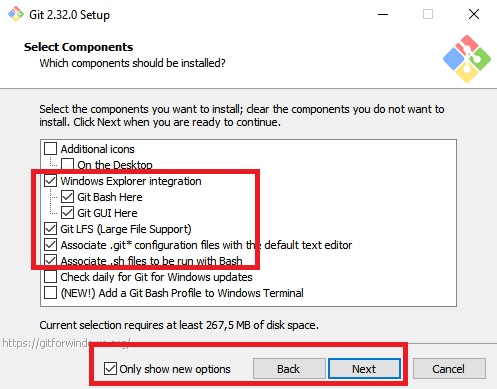 Git 2.32.0 Setup
Select Components
Which components should be installed?
Select the components you want to install; clear the components you do not want to
install. Click Next when you are ready to continue.
Additional icons
On the Desktop
Windows Explorer integration
Git Bash Here
Git GUI Here
Git LFS (Large File Support)
Associate .git* configuration files with the default text editor
Associate .sh files to be run with Bash
Check daily for Git for Windows updates
(NEW!) Add a Git Bash Profile to Windows Terminal
Current selection requires at least 267,5 MB of disk space.
https://gitforwindows.org/
Only show new options
Back
Next
Cancel